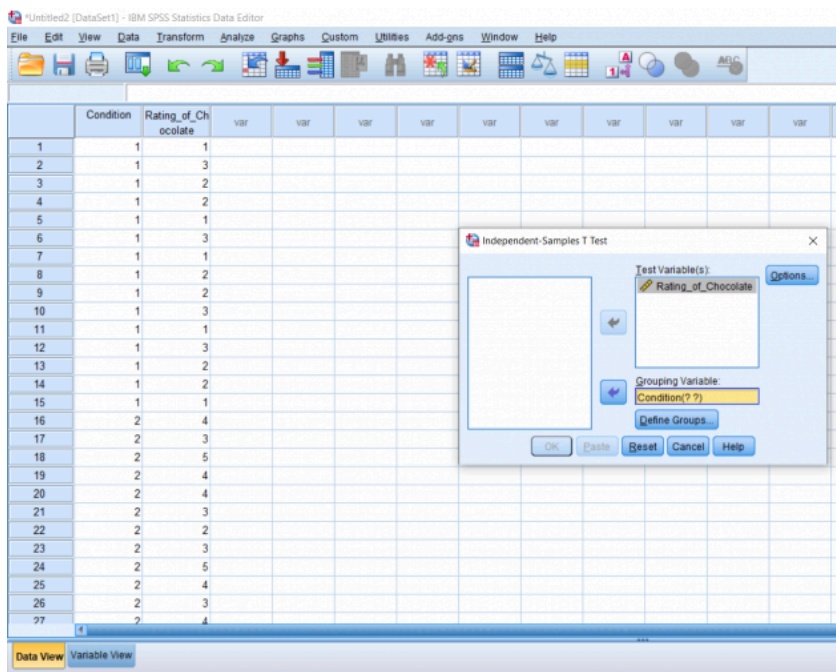 *Untitled2 [DataSet1] - IBM SPSS Statistics Data Editor
File Edit View Data Transform Analyze Graphs Custom Utilities Add-ons Window Help
Condition Rating_of_Ch
ocolate var var var var var var var var var var
1 1 1
2 1 3
3 1 2
4 1 2
5 1 1
6 1 3
7 1 1
8 1 2
9 1 2
10 1 3
11 1 1
12 1 3
13 1 2
14 1 2
15 1 1
16 2 4
17 2 3
18 2 5
19 2 4
20 2 4
21 2 3
22 2 2
23 2 3
24 2 5
25 2 4
26 2 3
27 2 4
Independent-Samples T Test
Test Variable(s):
Rating_of_Chocolate
Options...
Grouping Variable:
Condition(? ?)
Define Groups...
OK Paste Reset Cancel Help
Data View Variable View